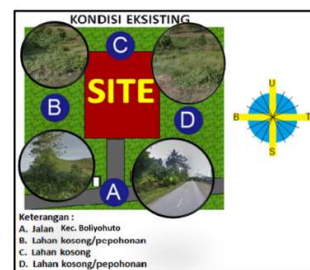 KONDISI EKSISTING
C
SITE
B
D
A
U
B
T
S
Keterangan :
A. Jalan Kec. Boliyohuto
B. Lahan kosong/pepohonan
C. Lahan kosong
D. Lahan kosong/pepohonan